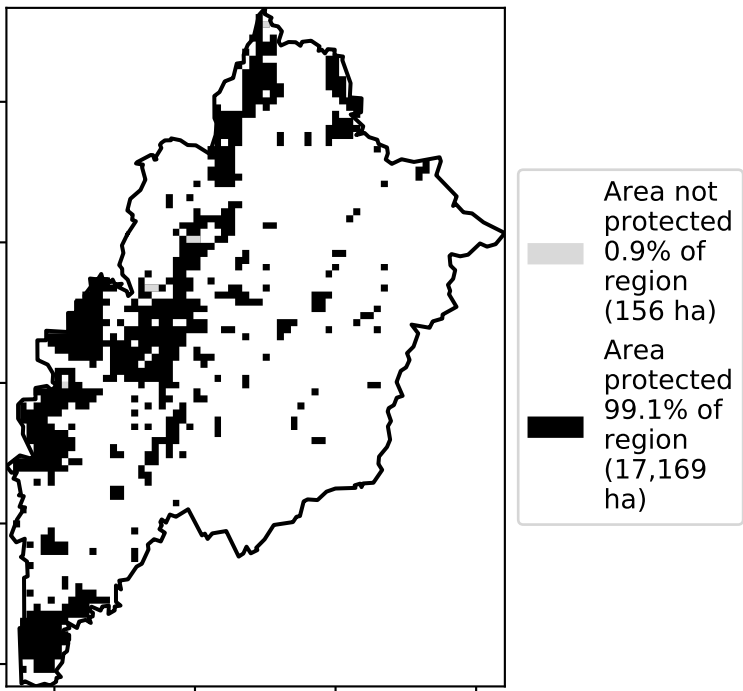 Area not
protected
0.9% of
region
(156 ha)
Area
protected
99.1% of
region
(17,169
ha)